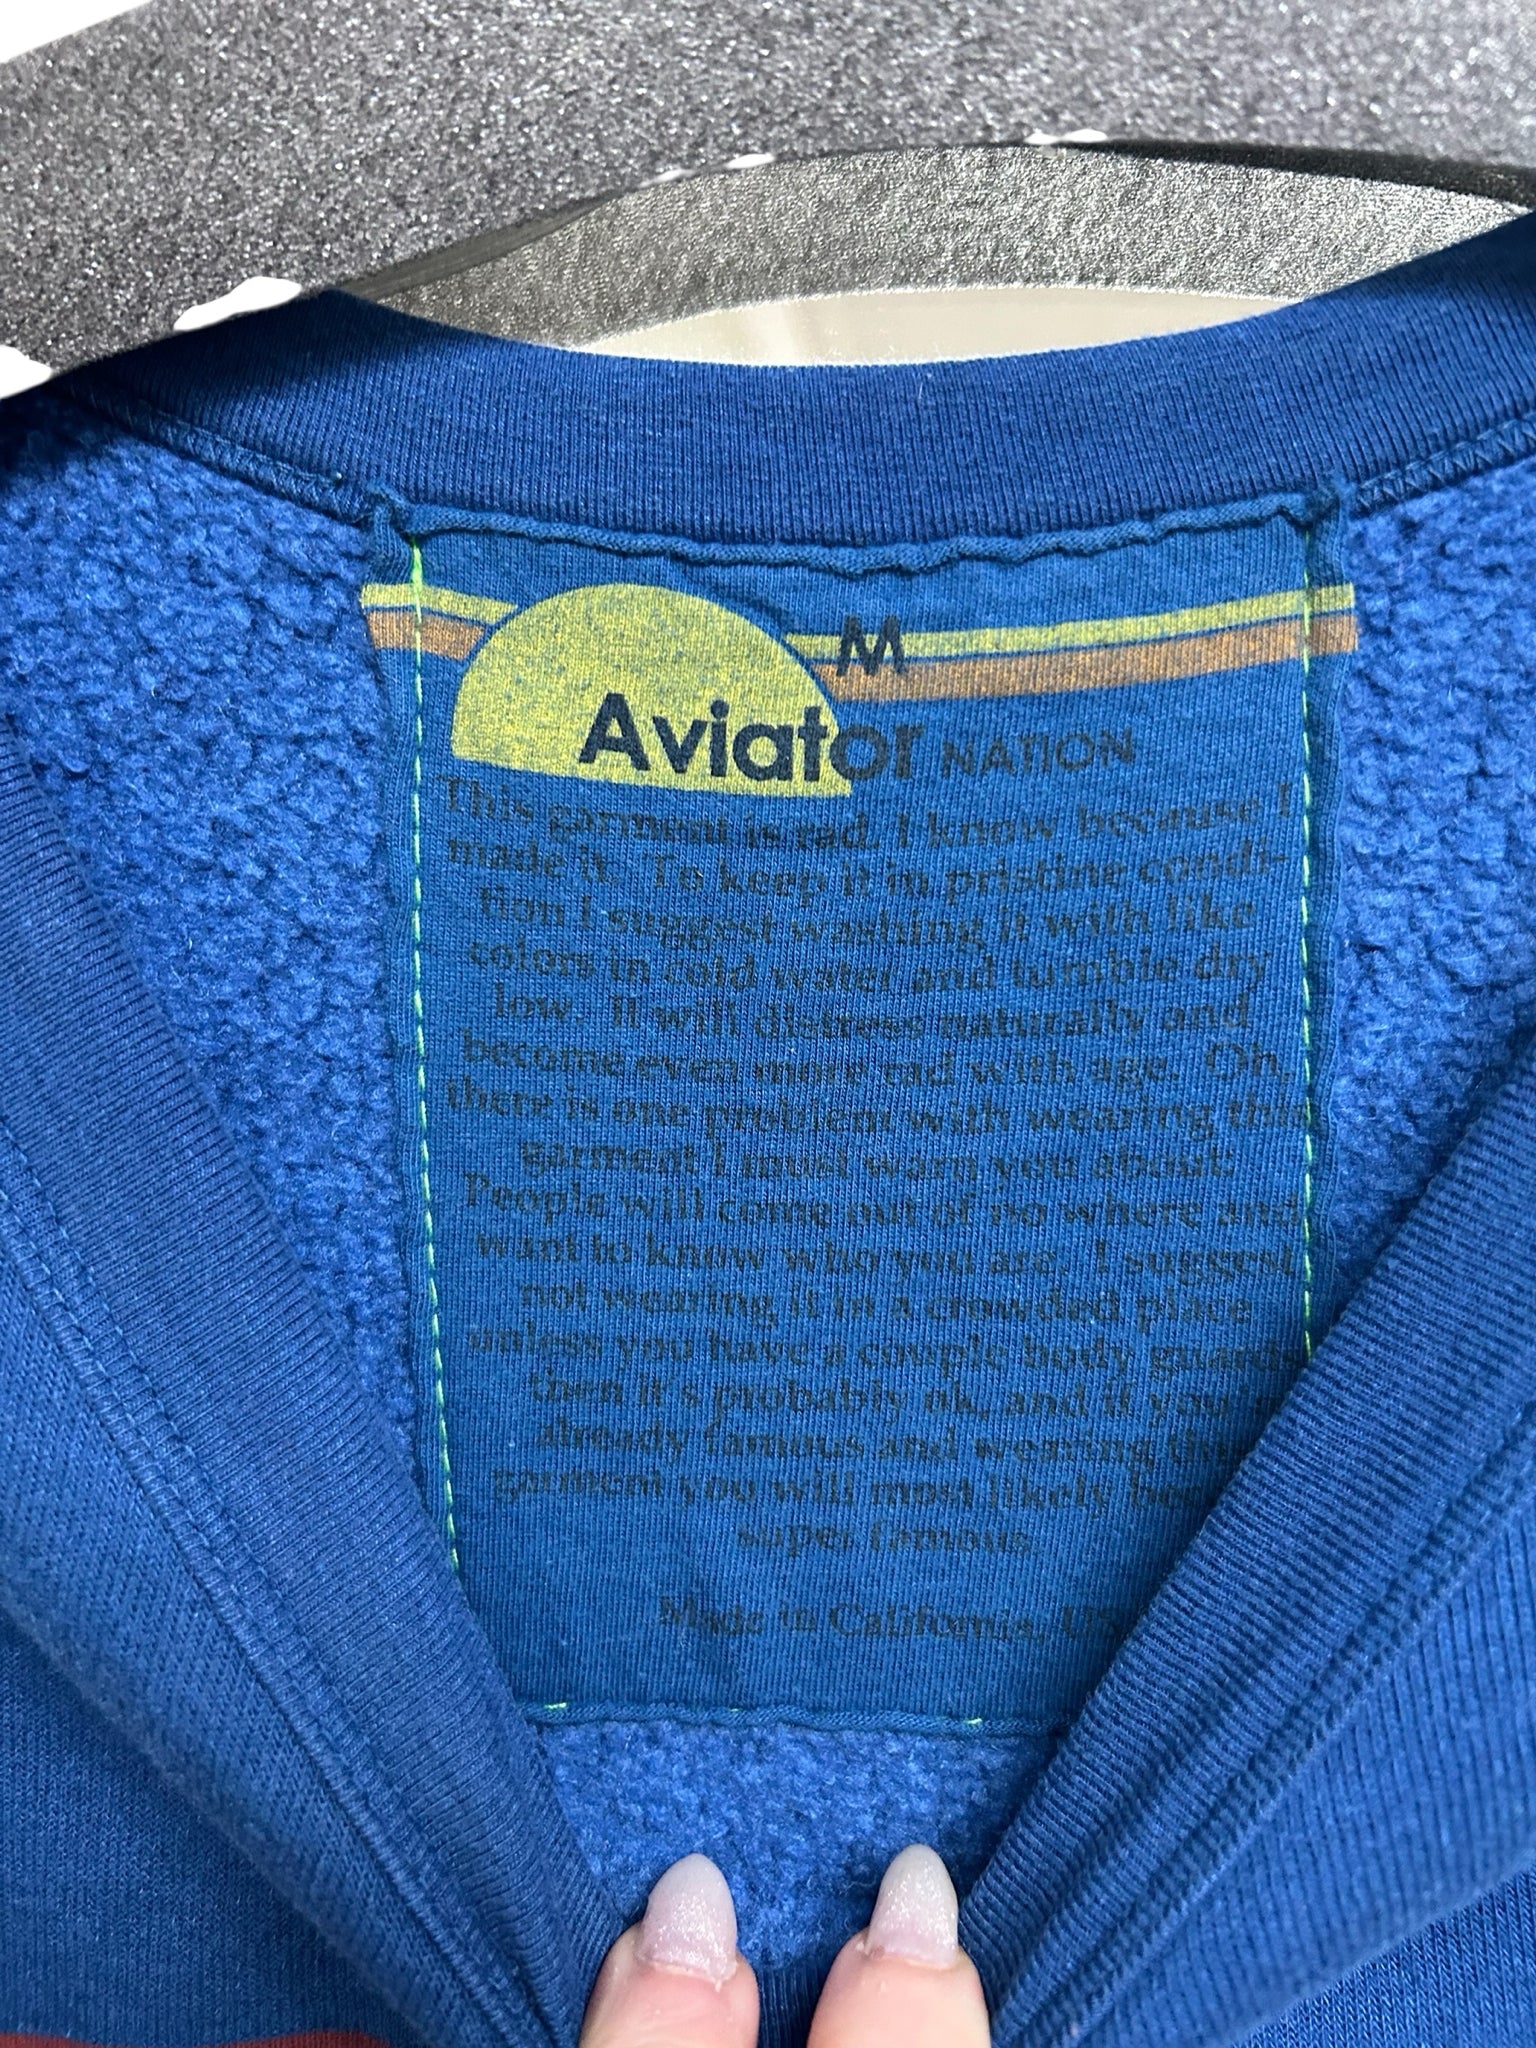 M
Aviator NATION
This garment is rad. I know because I
made it. To keep it in pristine condi-
tion I suggest washing it with like
colors in cold water and tumble dry
low. It will distress naturally and
become even more rad with age. Oh,
there is one problem with wearing this
garment I must warn you about:
People will come out of no where and
want to know who you are. I suggest
not wearing it in a crowded place
unless you have a couple body guards
then it's probably ok, and if you
already famous and wearing
garment you will most likely
super famous.
Made in California,